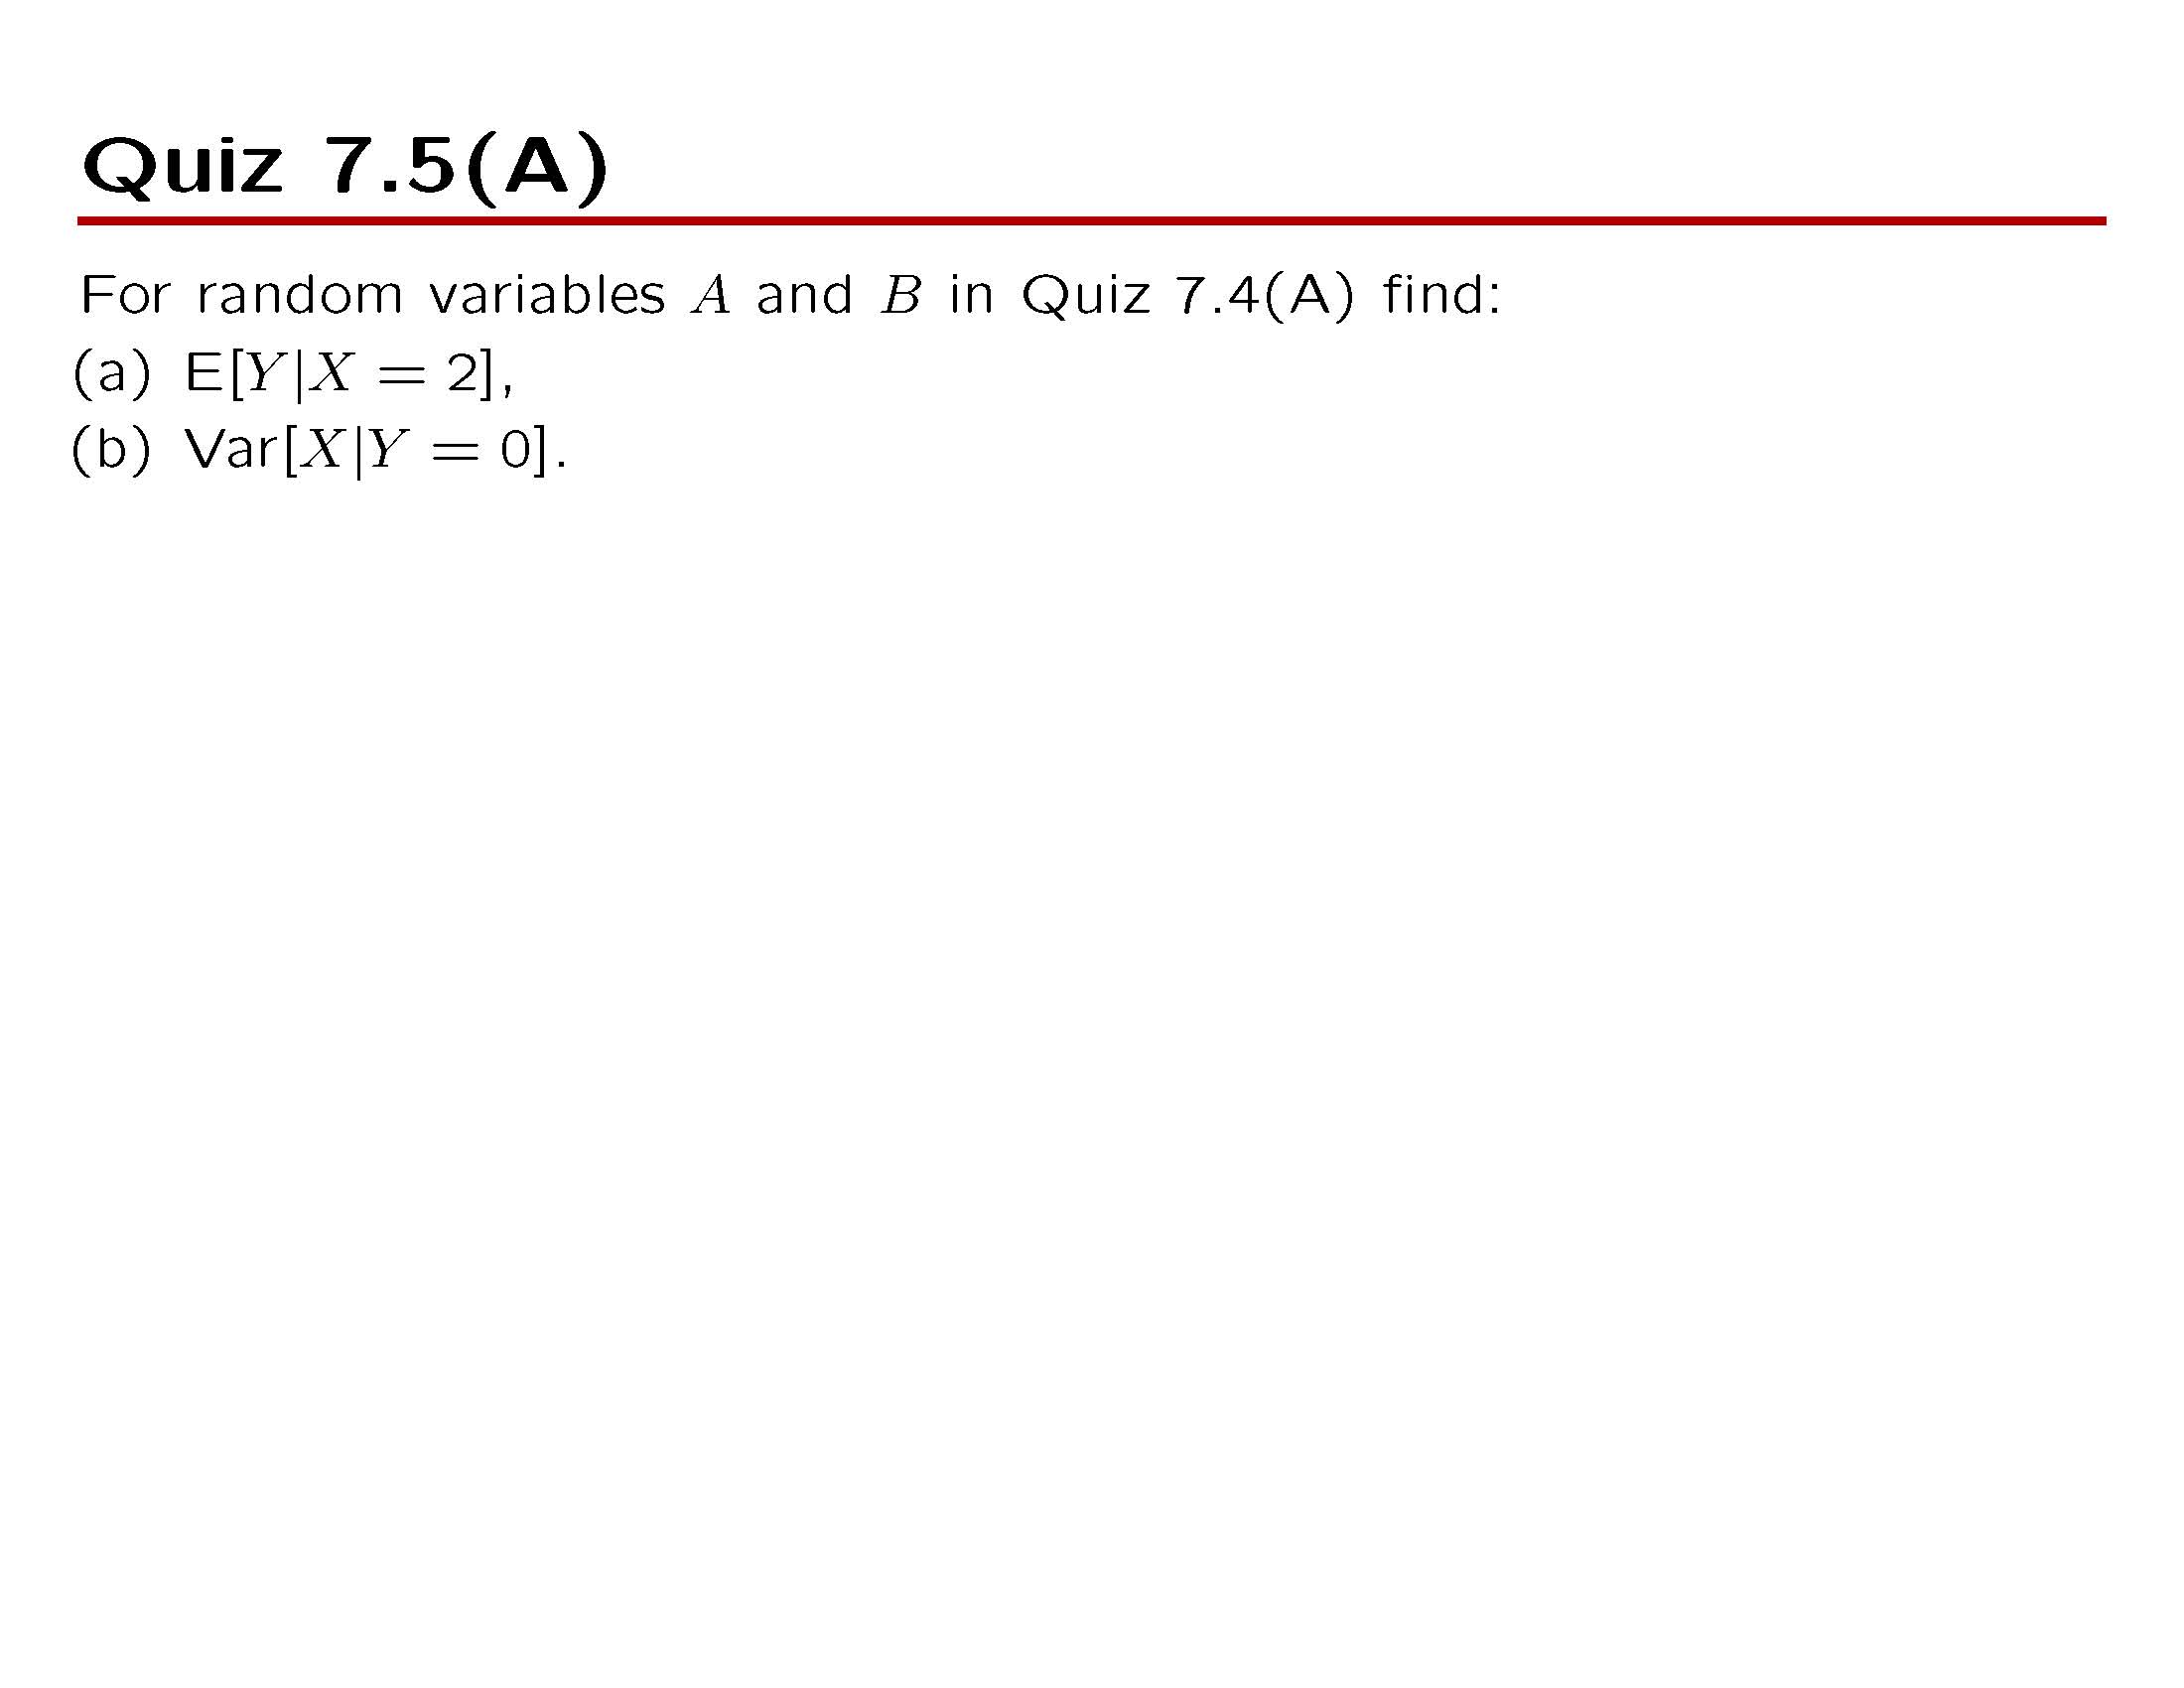 Quiz 7.5(A)
For random variables A and B in Quiz 7.4(A) find:
(a) E[Y|X = 2],
(b) Var[X|Y = 0].